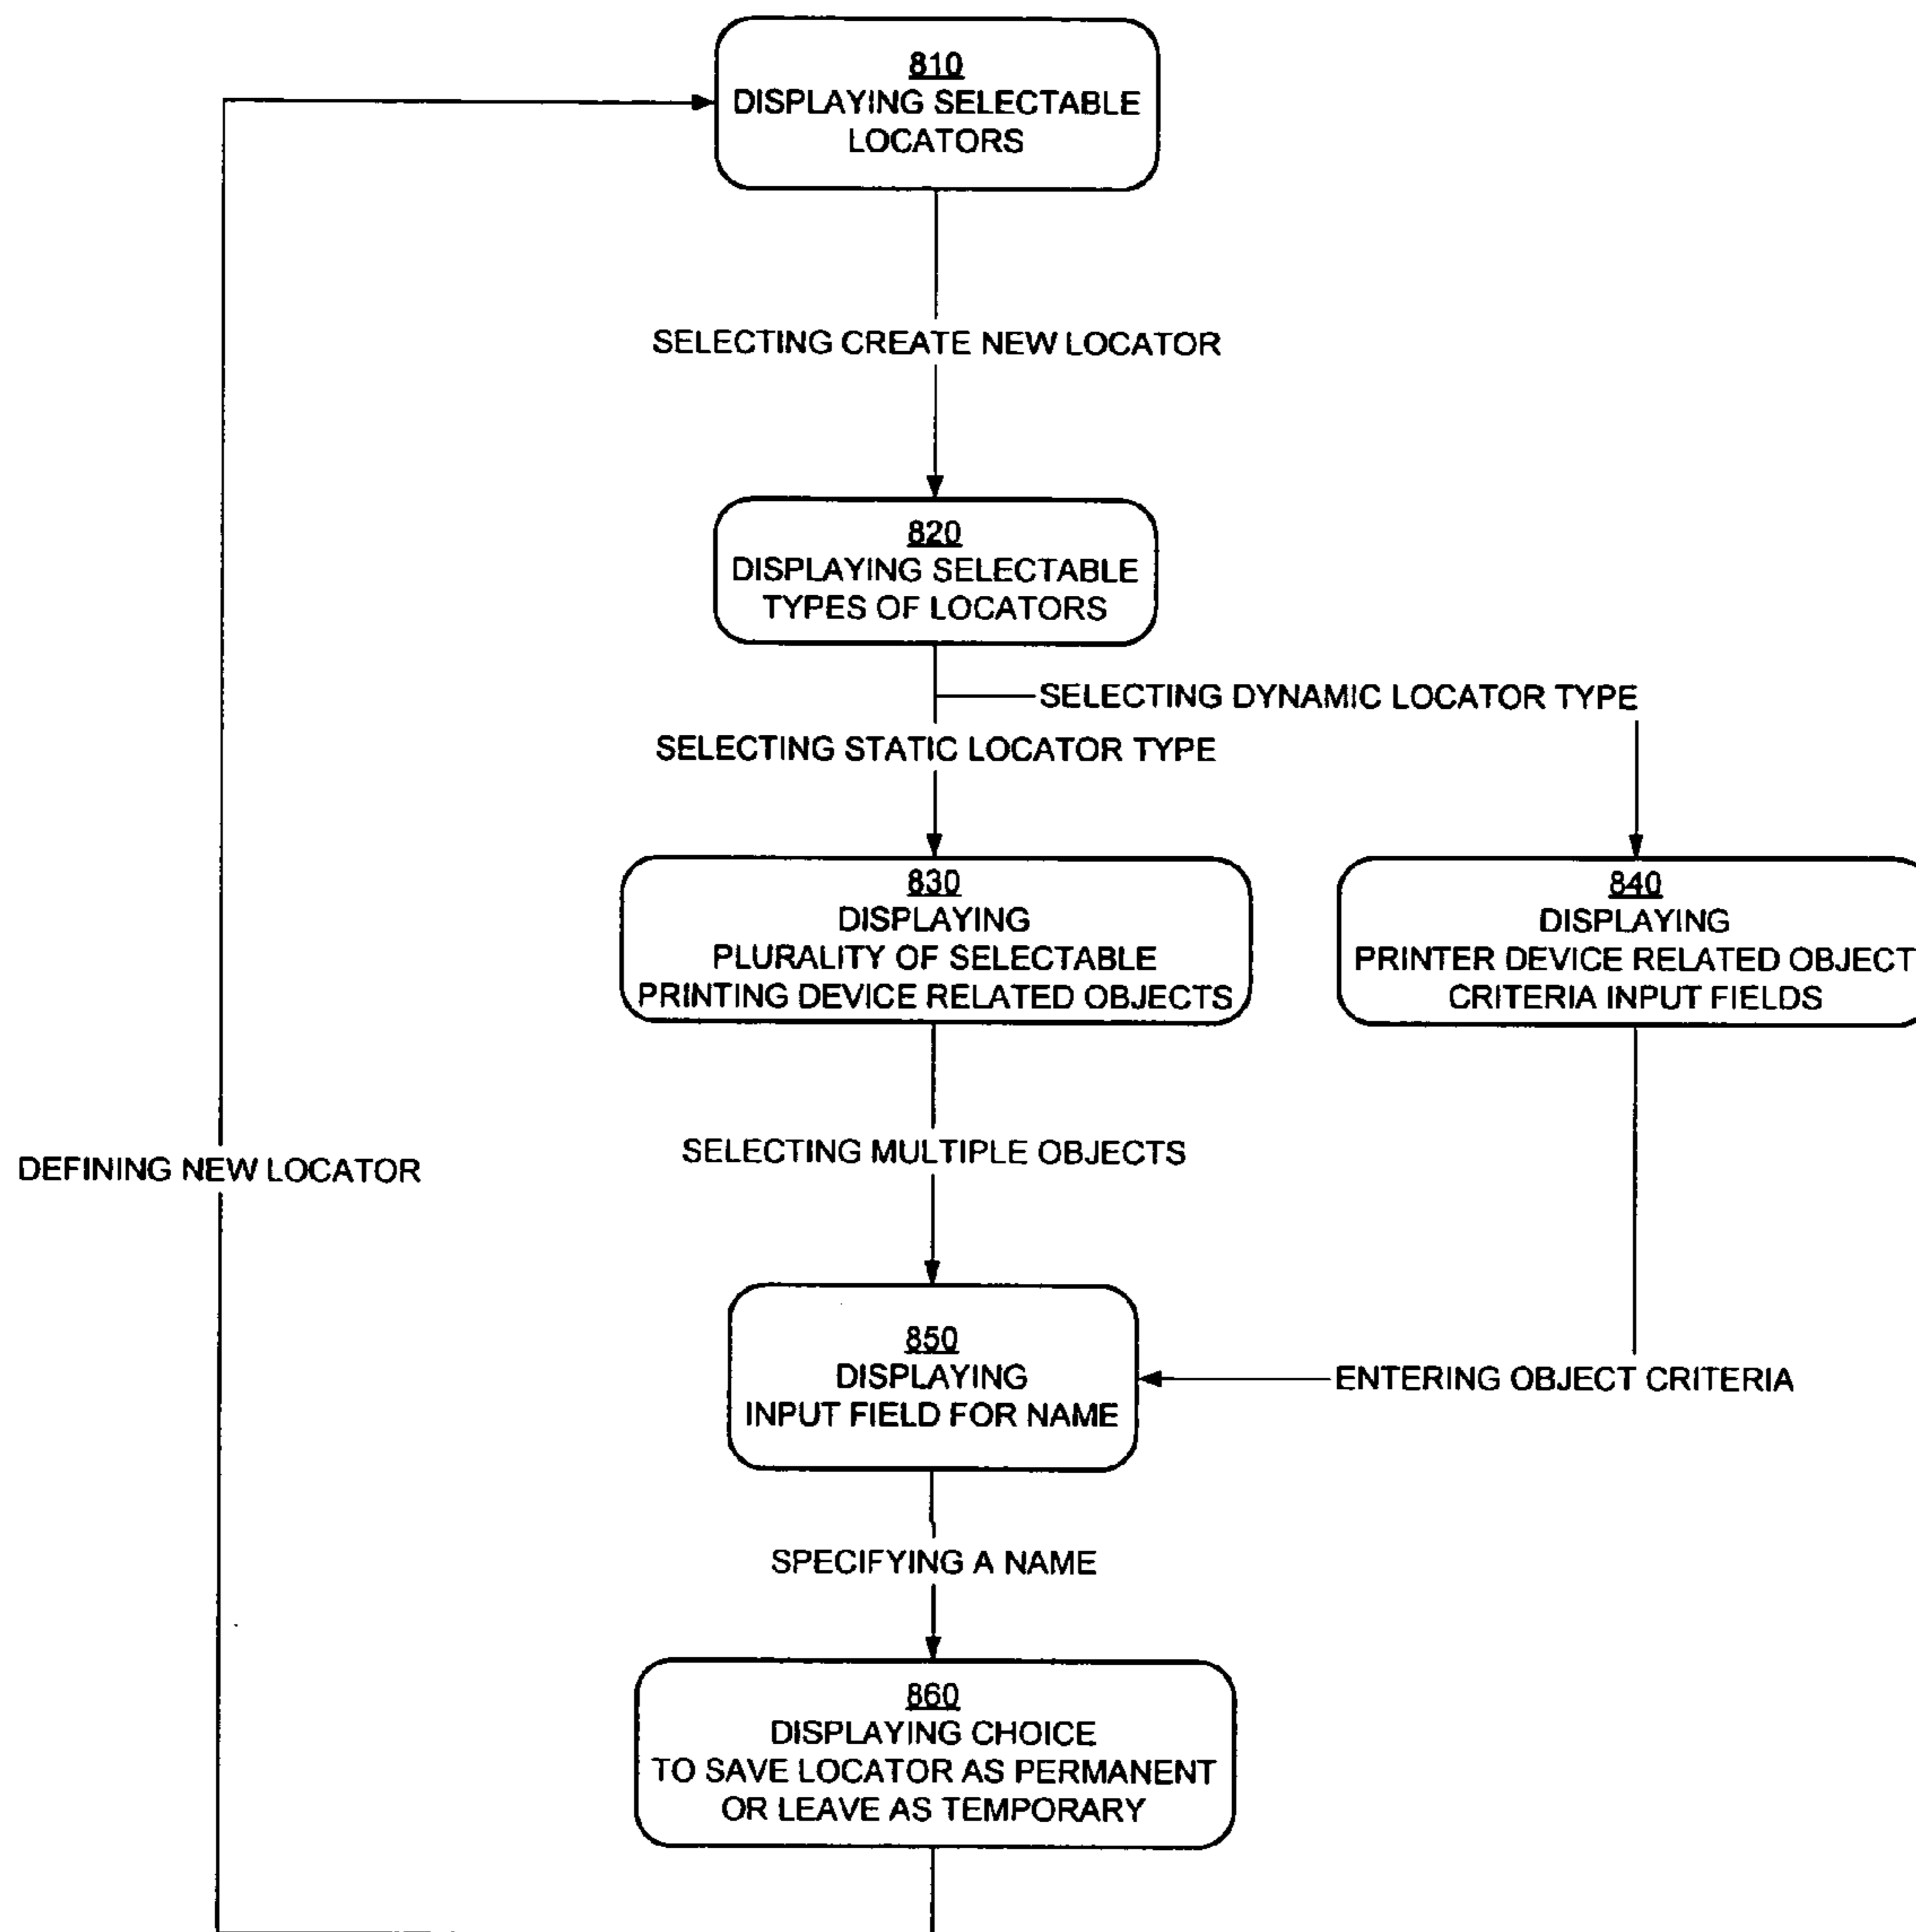 810
DISPLAYING SELECTABLE
LOCATORS
SELECTING CREATE NEW LOCATOR
820
DISPLAYING SELECTABLE
TYPES OF LOCATORS
SELECTING DYNAMIC LOCATOR TYPE
SELECTING STATIC LOCATOR TYPE
830
DISPLAYING
PLURALITY OF SELECTABLE
PRINTING DEVICE RELATED OBJECTS
840
DISPLAYING
PRINTER DEVICE RELATED OBJECT
CRITERIA INPUT FIELDS
SELECTING MULTIPLE OBJECTS
DEFINING NEW LOCATOR
850
DISPLAYING
INPUT FIELD FOR NAME
ENTERING OBJECT CRITERIA
SPECIFYING A NAME
860
DISPLAYING CHOICE
TO SAVE LOCATOR AS PERMANENT
OR LEAVE AS TEMPORARY